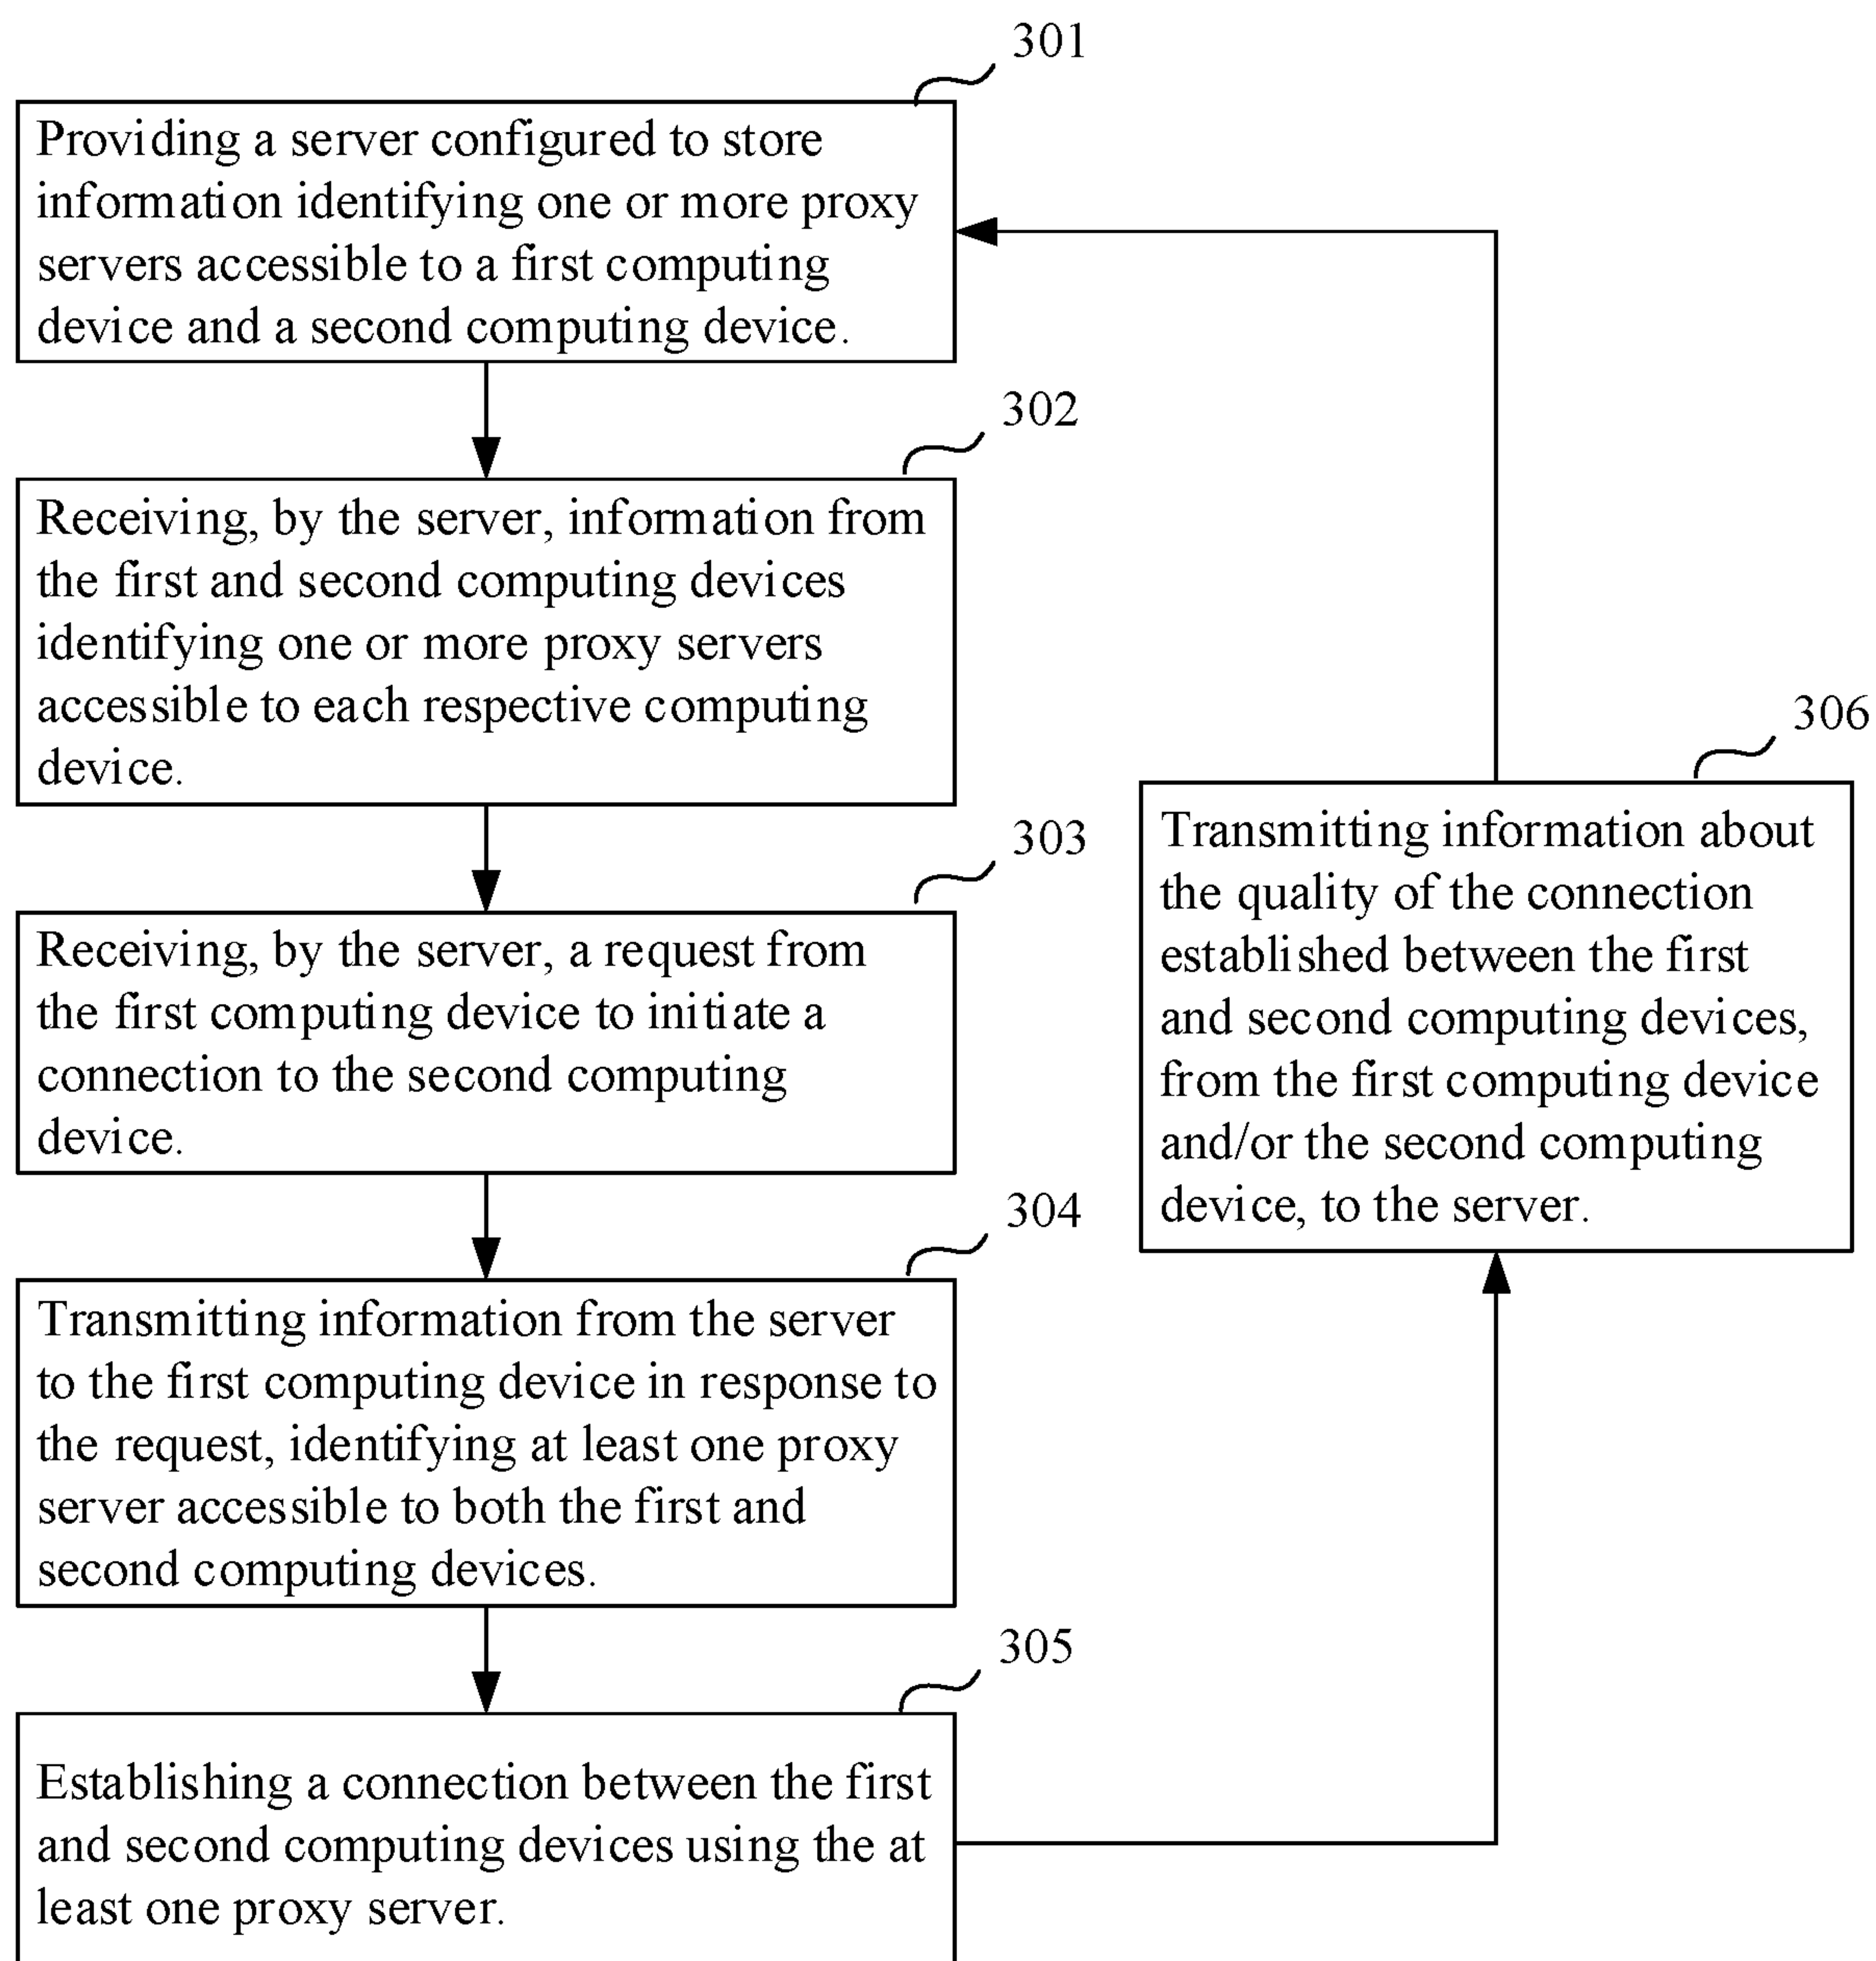 301
Providing a server configured to store
information identifying one or more proxy
servers accessible to a first computing
device and a second computing device.
302
Receiving, by the server, information from
the first and second computing devices
identifying one or more proxy servers
accessible to each respective computing
device.
303
Receiving, by the server, a request from
the first computing device to initiate a
connection to the second computing
device.
304
Transmitting information from the server
to the first computing device in response to
the request, identifying at least one proxy
server accessible to both the first and
second computing devices.
305
Establishing a connection between the first
and second computing devices using the at
least one proxy server.
306
Transmitting information about
the quality of the connection
established between the first
and second computing devices,
from the first computing device
and/or the second computing
device, to the server.